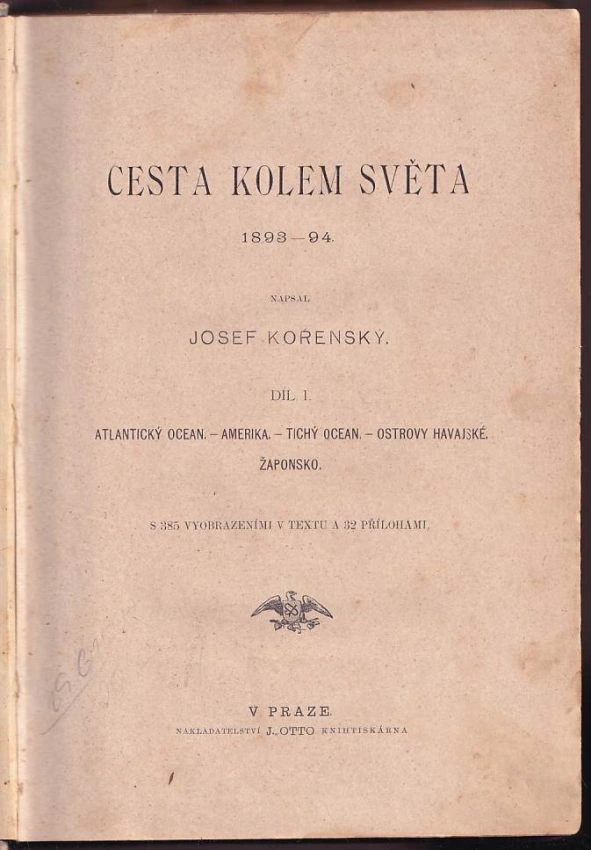 CESTA KOLEM SVĚTA
1893—94.
NAPSAL
JOSEF KOŘENSKÝ.
DÍL I.
ATLANTICKÝ OCEAN. – AMERIKA. – TICHÝ OCEAN. – OSTROVY HAVAJSKÉ.
ŽAPONSKO.
S 385 VYOBRAZENÍMI V TEXTU A 32 PŘÍLOHAMI.
V PRAZE.
NAKLADATELSTVÍ J. OTTO KNIHTISKÁRNA